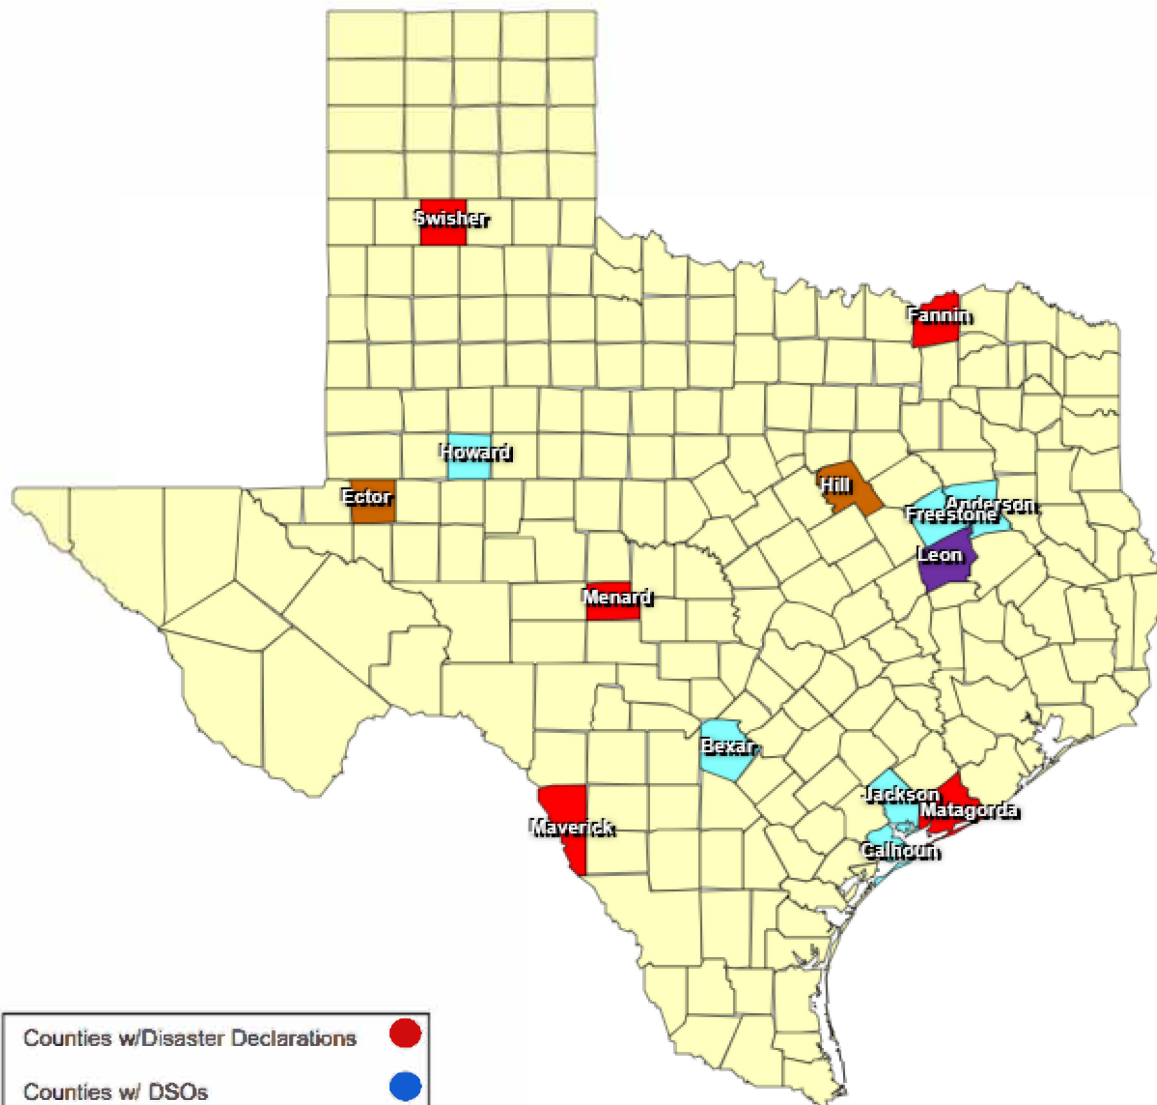 Swisher
Fannin
Howard
Ector
Hill
Anderson
Freestone
Leon
Menard
Bexar
Jackson
Matagorda
Maverick
Calhoun
Counties w/Disaster Declarations
Counties w/ DSOs